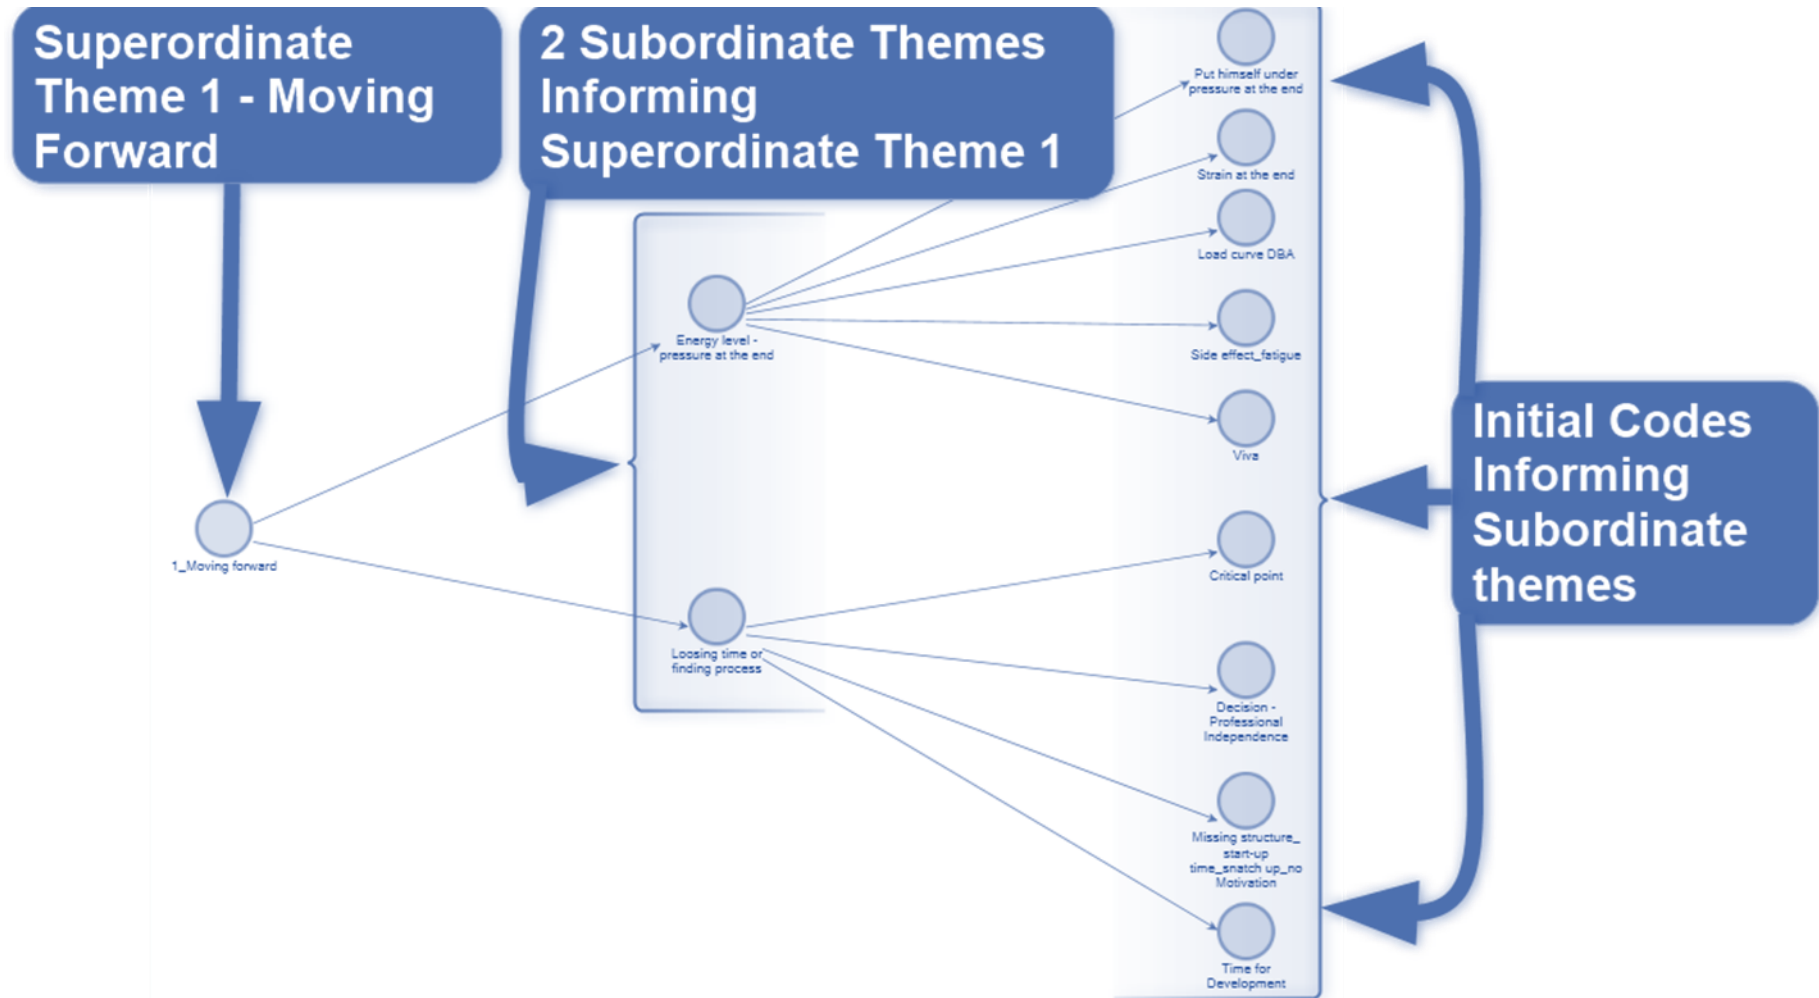 Superordinate
Theme 1 - Moving
Forward
2 Subordinate Themes
Informing
Superordinate Theme 1
Put himself under
pressure at the end
Strain at the end
Load curve DBA
Energy level -
pressure at the end
Side effect_fatigue
Viva
Initial Codes
Informing
Subordinate
themes
1_Moving forward
Critical point
Loosing time or
finding process
Decision -
Professional
Independence
Missing structure_
start-up
time_snatch up_no
Motivation
Time for
Development